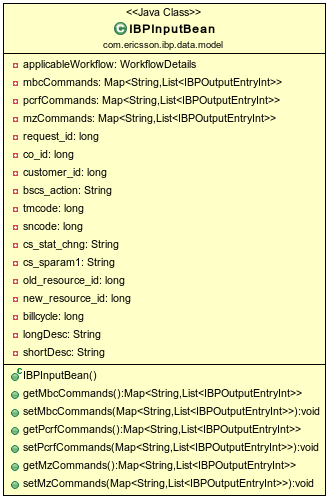 <<Java Class>>
IBPInputBean
com.ericsson.ibp.data.model
applicableWorkflow: WorkflowDetails
mbcCommands: Map<String,List<IBPOutputEntryInt>>
pcrfCommands: Map<String,List<IBPOutputEntryInt>>
mzCommands: Map<String,List<IBPOutputEntryInt>>
request_id: long
co_id: long
customer_id: long
bscs_action: String
tmcode: long
sncode: long
cs_stat_chng: String
cs_sparam1: String
old_resource_id: long
new_resource_id: long
billcycle: long
longDesc: String
shortDesc: String
IBPInputBean()
getMbcCommands():Map<String,List<IBPOutputEntryInt>>
setMbcCommands(Map<String,List<IBPOutputEntryInt>>):void
getPcrfCommands():Map<String,List<IBPOutputEntryInt>>
setPcrfCommands(Map<String,List<IBPOutputEntryInt>>):void
getMzCommands():Map<String,List<IBPOutputEntryInt>>
setMzCommands(Map<String,List<IBPOutputEntryInt>>):void